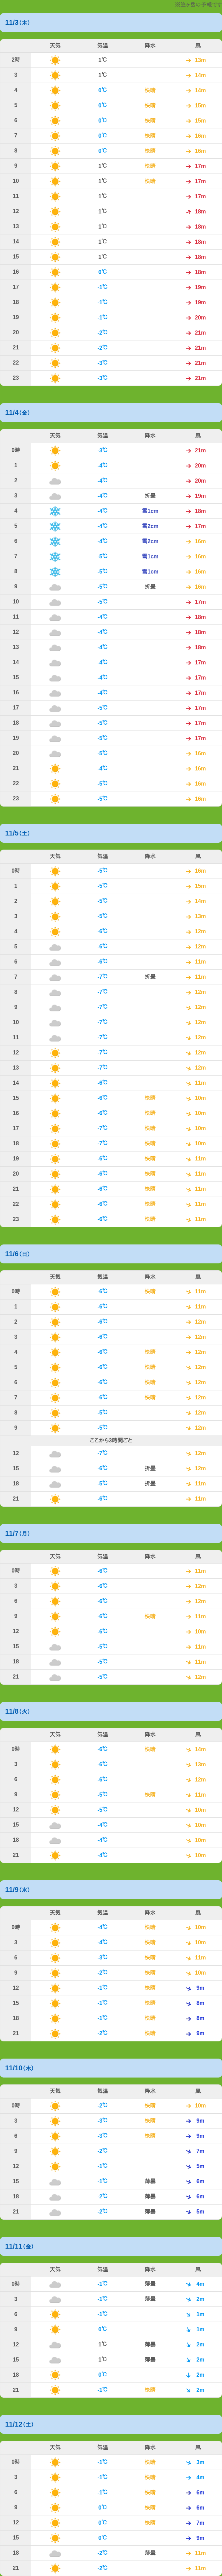 11/3(木)
天気 気温 降水 風
2時 1℃ 13m
3 1℃ 14m
4 0℃ 快晴 14m
5 0℃ 快晴 15m
6 0℃ 快晴 15m
7 0℃ 快晴 16m
8 0℃ 快晴 16m
9 1℃ 快晴 17m
10 1℃ 快晴 17m
11 1℃ 17m
12 1℃ 18m
13 1℃ 18m
14 1℃ 18m
15 1℃ 18m
16 0℃ 18m
17 -1℃ 19m
18 -1℃ 19m
19 -1℃ 20m
20 -2℃ 21m
21 -2℃ 21m
22 -3℃ 21m
23 -3℃ 21m
11/4(金)
天気 気温 降水 風
0時 -3℃ 21m
1 -4℃ 20m
2 -4℃ 20m
3 -4℃ 折曇 19m
4 -4℃ 雪1cm 18m
5 -4℃ 雪2cm 17m
6 -4℃ 雪2cm 16m
7 -5℃ 雪1cm 16m
8 -5℃ 雪1cm 16m
9 -5℃ 折曇 16m
10 -5℃ 17m
11 -4℃ 18m
12 -4℃ 18m
13 -4℃ 18m
14 -4℃ 17m
15 -4℃ 17m
16 -4℃ 17m
17 -5℃ 17m
18 -5℃ 17m
19 -5℃ 17m
20 -5℃ 16m
21 -4℃ 16m
22 -5℃ 16m
23 -5℃ 16m
11/5(土)
天気 気温 降水 風
0時 -5℃ 16m
1 -5℃ 15m
2 -5℃ 14m
3 -5℃ 13m
4 -6℃ 12m
5 -6℃ 12m
6 -6℃ 11m
7 -7℃ 折曇 11m
8 -7℃ 12m
9 -7℃ 12m
10 -7℃ 12m
11 -7℃ 12m
12 -7℃ 12m
13 -7℃ 12m
14 -6℃ 11m
15 -6℃ 快晴 10m
16 -6℃ 快晴 10m
17 -7℃ 快晴 10m
18 -7℃ 快晴 10m
19 -6℃ 快晴 11m
20 -6℃ 快晴 11m
21 -6℃ 快晴 11m
22 -6℃ 快晴 11m
23 -6℃ 快晴 11m
11/6(日)
天気 気温 降水 風
0時 -6℃ 快晴 11m
1 -6℃ 11m
2 -6℃ 12m
3 -6℃ 12m
4 -6℃ 快晴 12m
5 -6℃ 快晴 12m
6 -6℃ 快晴 12m
7 -6℃ 快晴 12m
8 -5℃ 12m
9 -5℃ 12m
ここから3時間ごと
12 -7℃ 12m
15 -6℃ 折曇 12m
18 -5℃ 折曇 11m
21 -6℃ 11m
11/7(月)
天気 気温 降水 風
0時 -6℃ 11m
3 -6℃ 12m
6 -6℃ 12m
9 -6℃ 快晴 11m
12 -6℃ 10m
15 -5℃ 11m
18 -5℃ 11m
21 -5℃ 12m
11/8(火)
天気 気温 降水 風
0時 -6℃ 快晴 14m
3 -6℃ 13m
6 -6℃ 12m
9 -5℃ 快晴 11m
12 -5℃ 10m
15 -4℃ 10m
18 -4℃ 10m
21 -4℃ 10m
11/9(水)
天気 気温 降水 風
0時 -4℃ 快晴 10m
3 -4℃ 快晴 10m
6 -3℃ 快晴 11m
9 -2℃ 快晴 10m
12 -1℃ 快晴 9m
15 -1℃ 快晴 8m
18 -1℃ 快晴 8m
21 -2℃ 快晴 9m
11/10(木)
天気 気温 降水 風
0時 -2℃ 快晴 10m
3 -3℃ 快晴 9m
6 -3℃ 快晴 9m
9 -2℃ 7m
12 -1℃ 5m
15 -1℃ 薄曇 6m
18 -2℃ 薄曇 6m
21 -2℃ 薄曇 5m
11/11(金)
天気 気温 降水 風
0時 -1℃ 薄曇 4m
3 -1℃ 薄曇 2m
6 -1℃ 1m
9 0℃ 1m
12 1℃ 薄曇 2m
15 1℃ 薄曇 2m
18 0℃ 2m
21 -1℃ 快晴 2m
11/12(土)
天気 気温 降水 風
0時 -1℃ 快晴 3m
3 -1℃ 快晴 4m
6 -1℃ 快晴 6m
9 0℃ 快晴 6m
12 0℃ 快晴 7m
15 0℃ 9m
18 -2℃ 薄曇 11m
21 -2℃ 11m